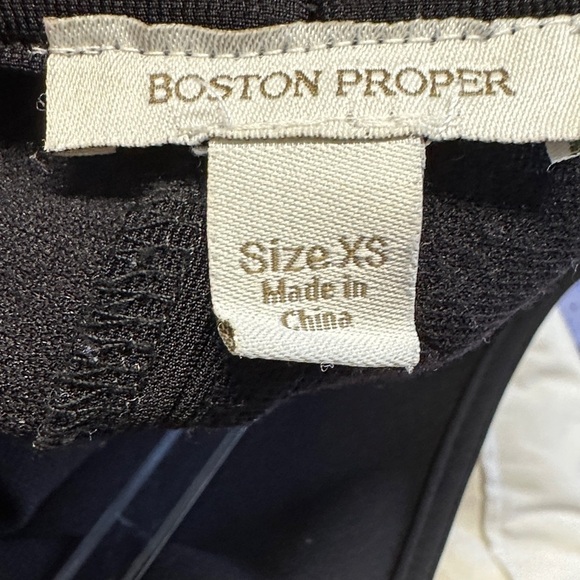 BOSTON PROPER
Size XS
Made in
China